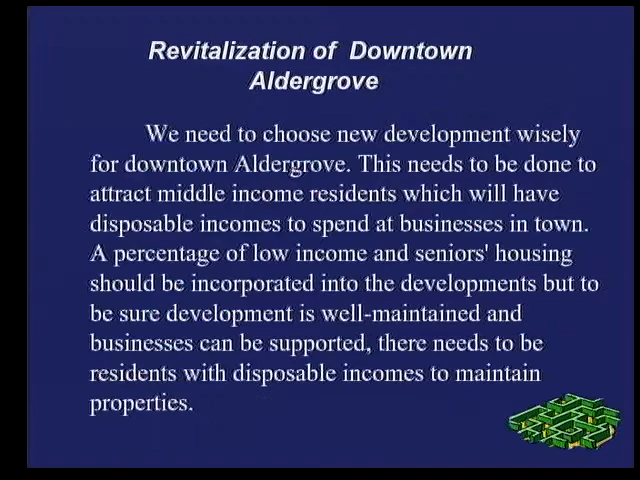 Revitalization of Downtown
Aldergrove
We need to choose new development wisely
for downtown Aldergrove. This needs to be done to
attract middle income residents which will have
disposable incomes to spend at businesses in town.
A percentage of low income and seniors' housing
should be incorporated into the developments but to
be sure development is well-maintained and
businesses can be supported, there needs to be
residents with disposable incomes to maintain
properties.